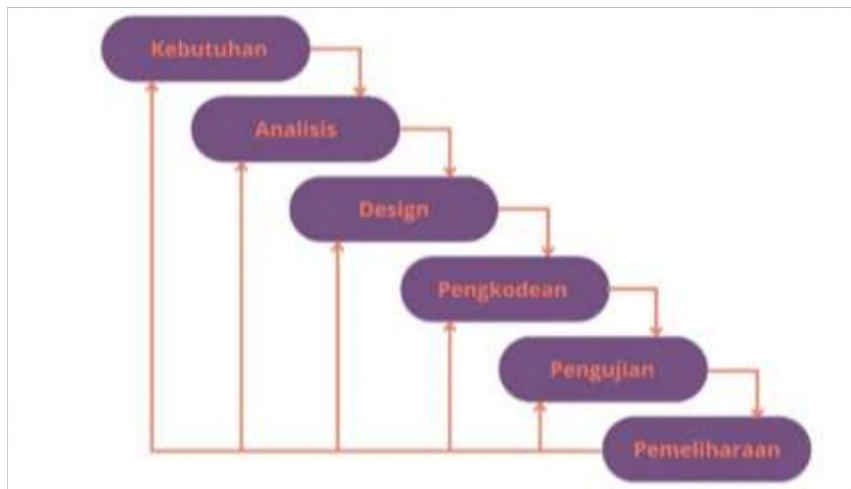 Kebutuhan
Analisis
Design
Pengkodean
Pengujian
Pemeliharaan